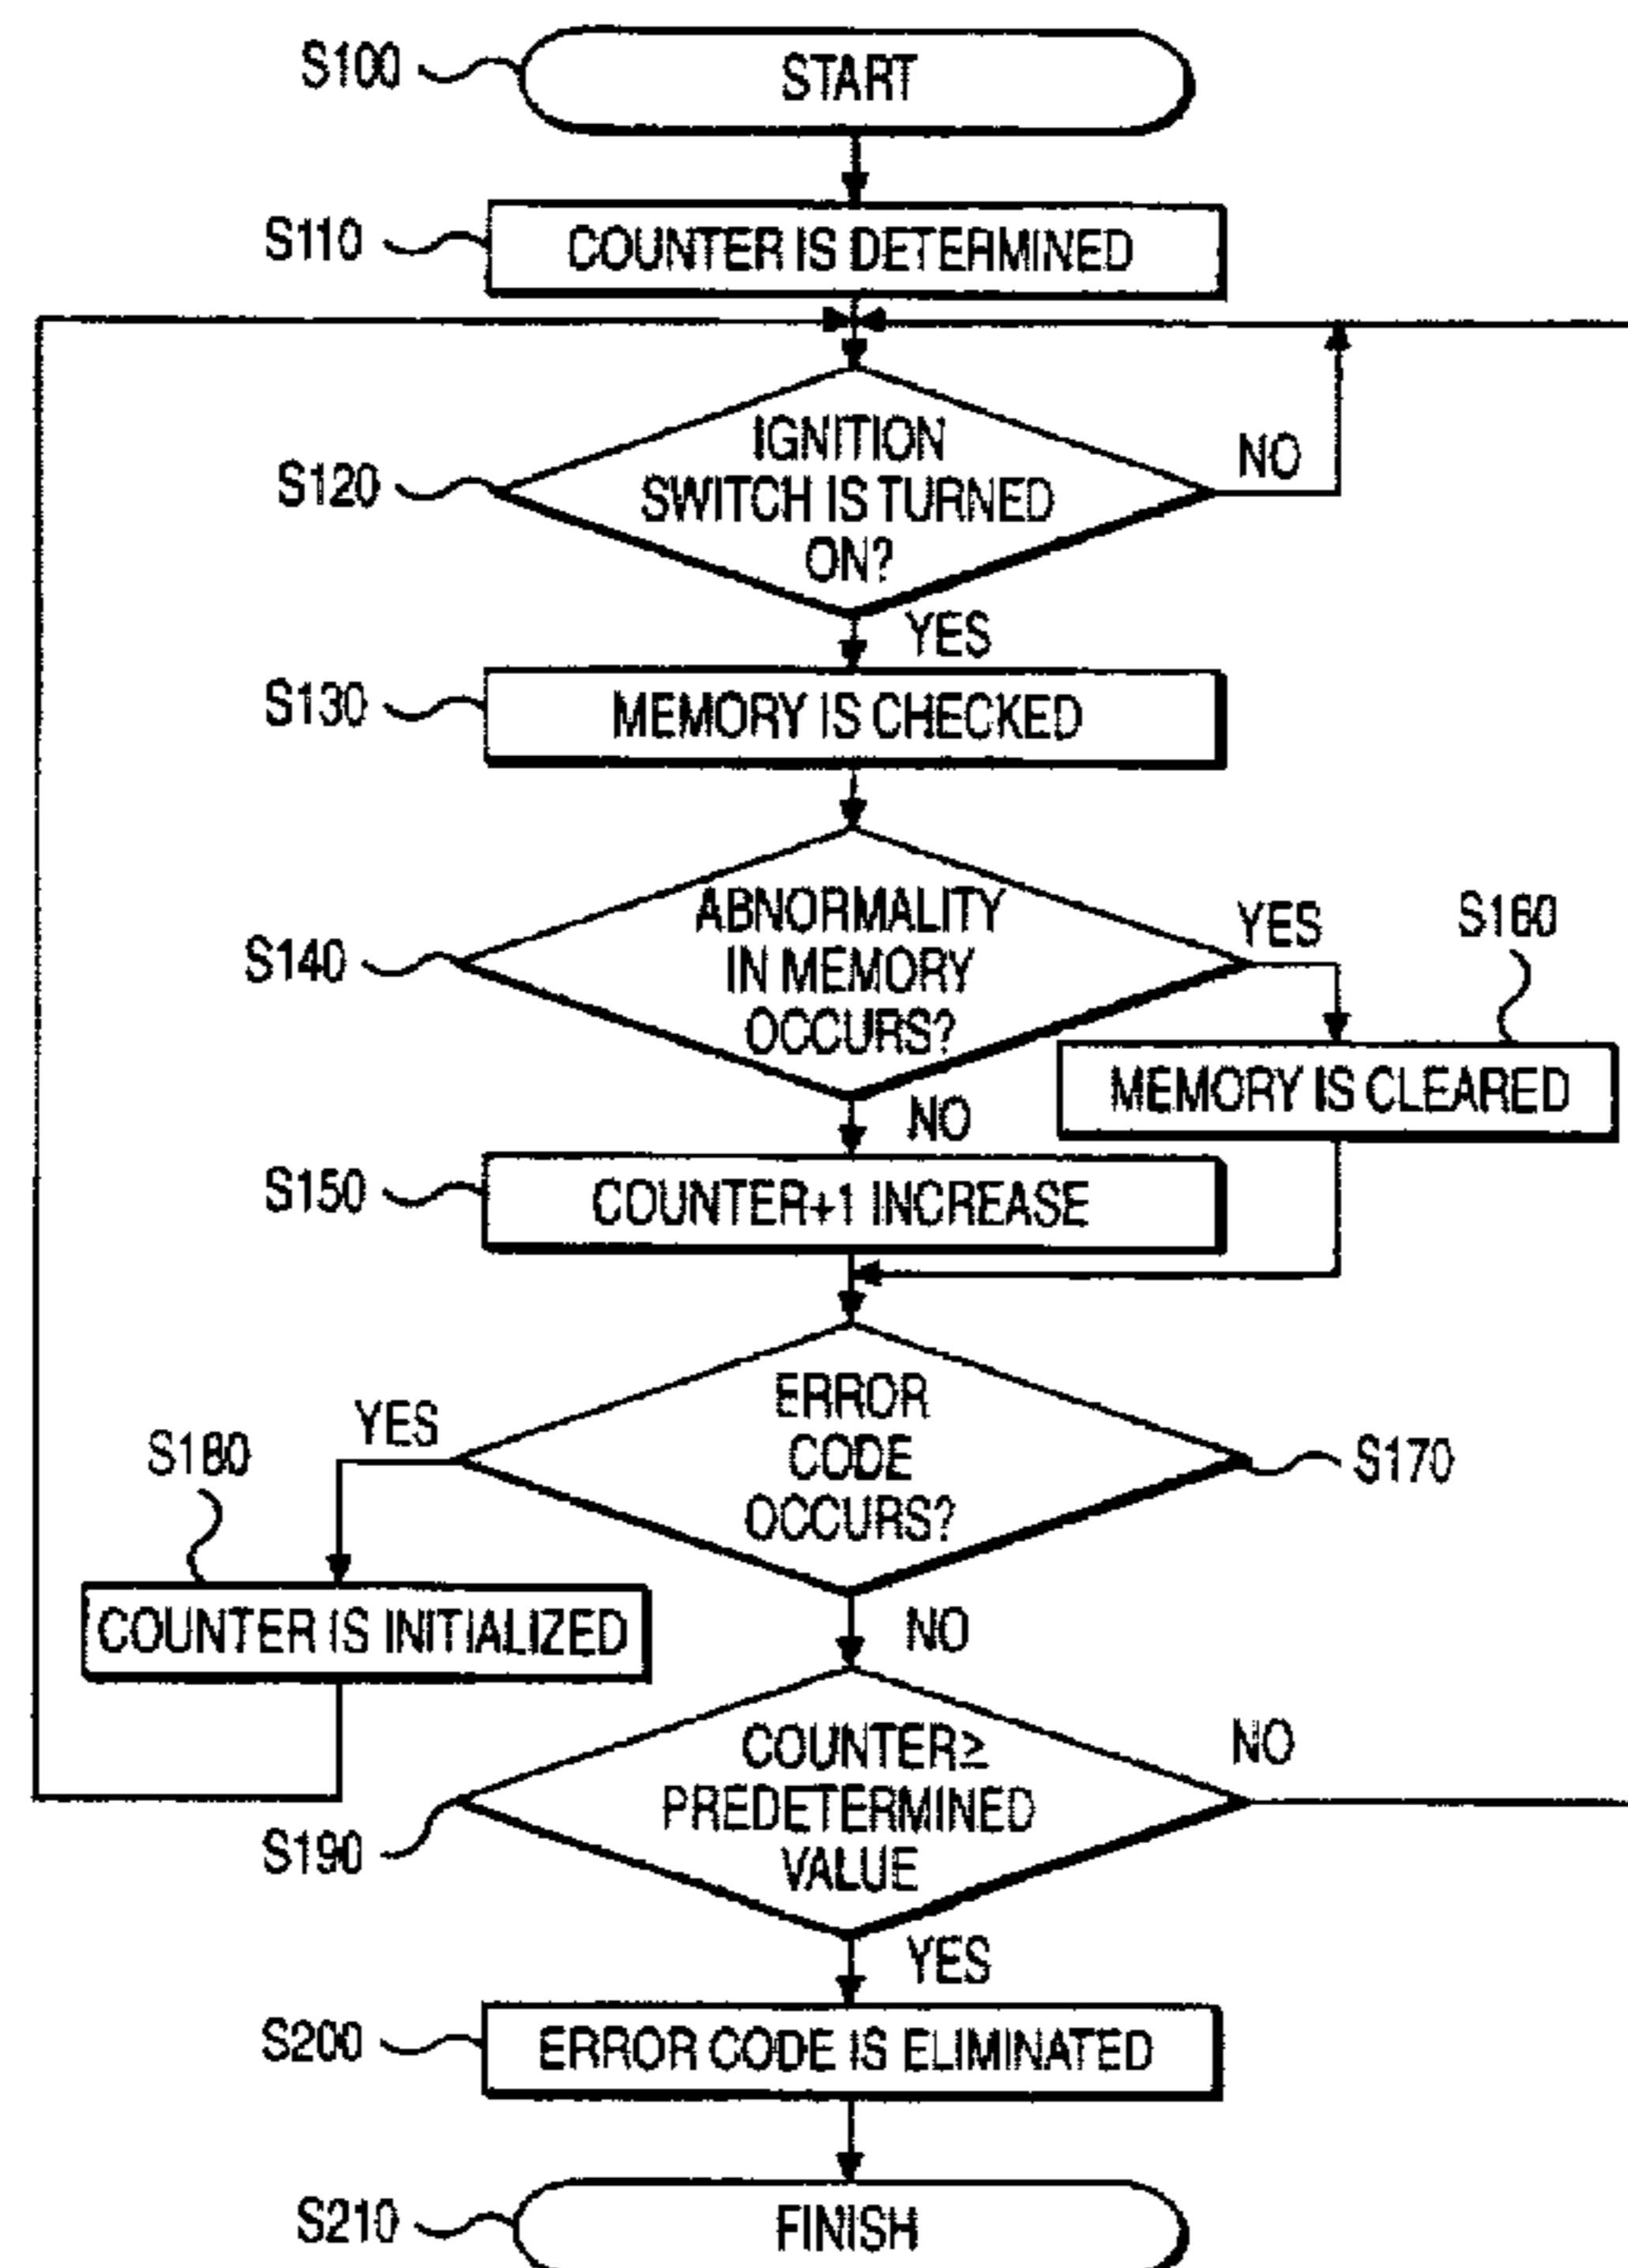 S100
START
S110
COUNTER IS DETERMINED
S120
IGNITION
SWITCH IS TURNED
ON?
NO
YES
S130
MEMORY IS CHECKED
S140
ABNORMALITY
IN MEMORY
OCCURS?
YES
S160
MEMORY IS CLEARED
NO
S150
COUNTER+1 INCREASE
ERROR
CODE
OCCURS?
S170
YES
S180
COUNTER IS INITIALIZED
NO
COUNTER≥
PREDETERMINED
VALUE
S190
NO
YES
S200
ERROR CODE IS ELIMINATED
S210
FINISH